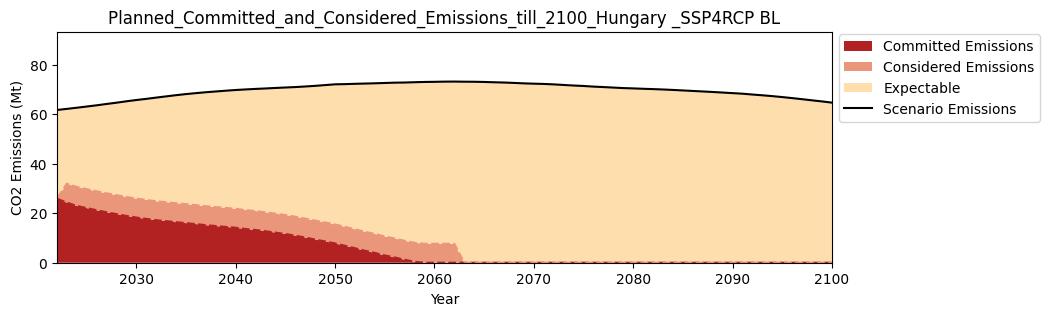 Planned_Committed_and_Considered_Emissions_till_2100_Hungary _SSP4RCP BL
Committed Emissions
Considered Emissions
Expectable
Scenario Emissions
CO2 Emissions (Mt)
80
60
40
20
0
2030 2040 2050 2060 2070 2080 2090 2100
Year